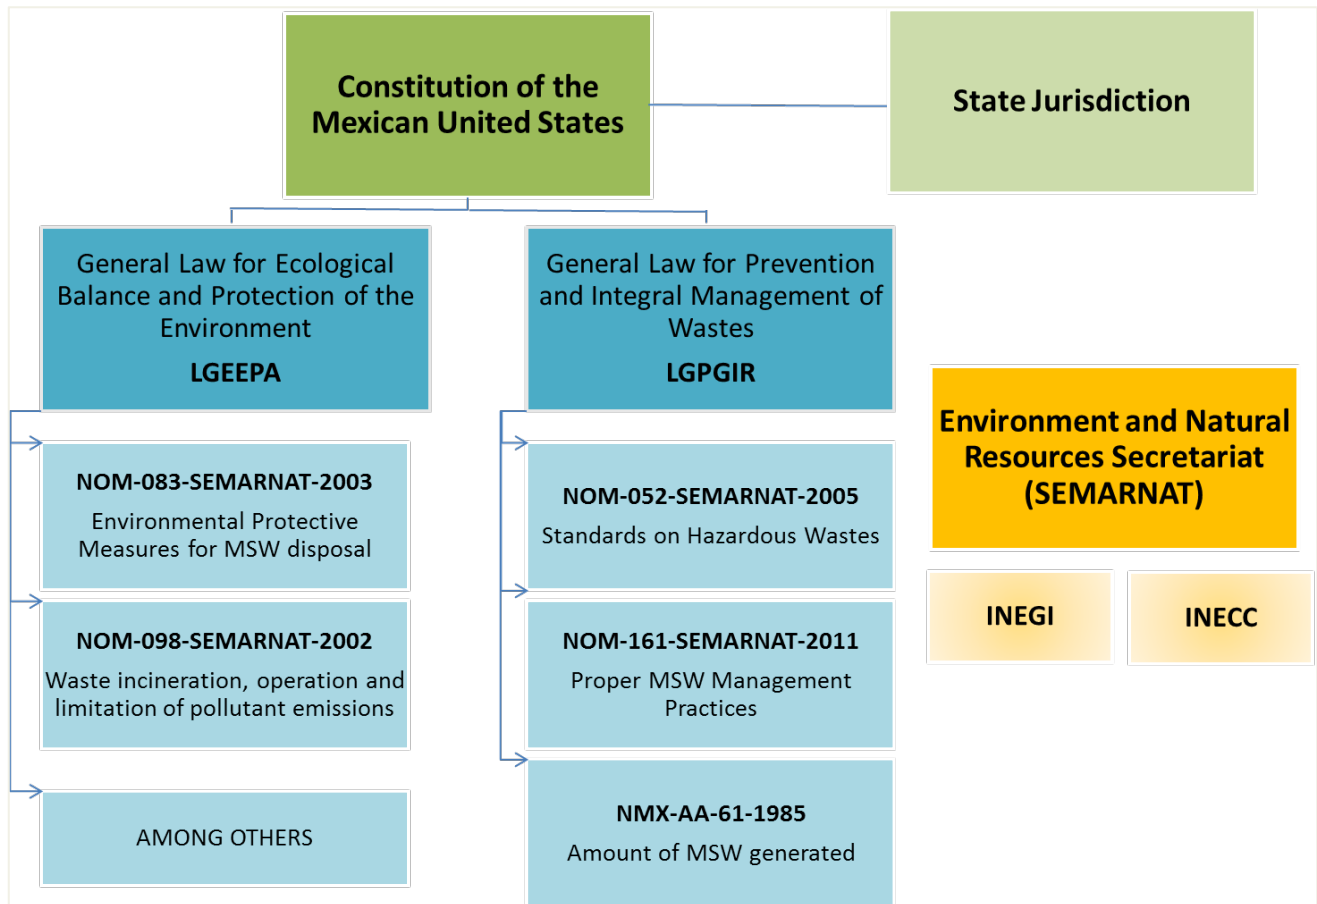 Constitution of the
Mexican United States
State Jurisdiction
General Law for Ecological
Balance and Protection of the
Environment
LGEEPA
General Law for Prevention
and Integral Management of
Wastes
LGPGIR
NOM-083-SEMARNAT-2003
Environmental Protective
Measures for MSW disposal
NOM-098-SEMARNAT-2002
Waste incineration, operation and
limitation of pollutant emissions
AMONG OTHERS
NOM-052-SEMARNAT-2005
Standards on Hazardous Wastes
NOM-161-SEMARNAT-2011
Proper MSW Management
Practices
NMX-AA-61-1985
Amount of MSW generated
Environment and Natural
Resources Secretariat
(SEMARNAT)
INEGI
INECC